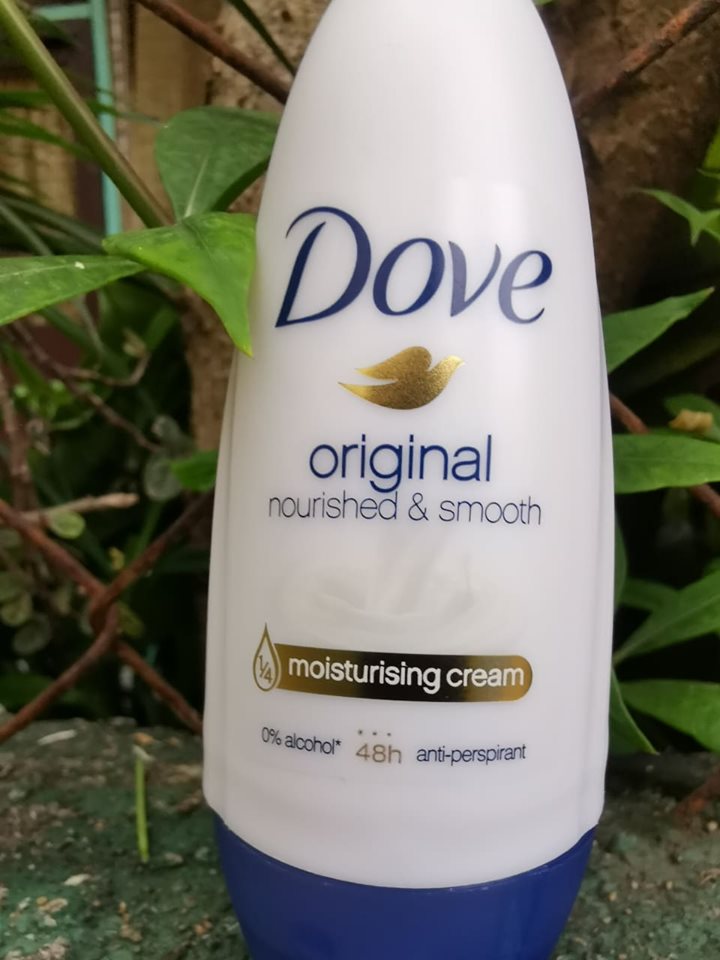 Dove
original
nourished & smooth
1/4 moisturising cream
0% alcohol* 48h anti-perspirant